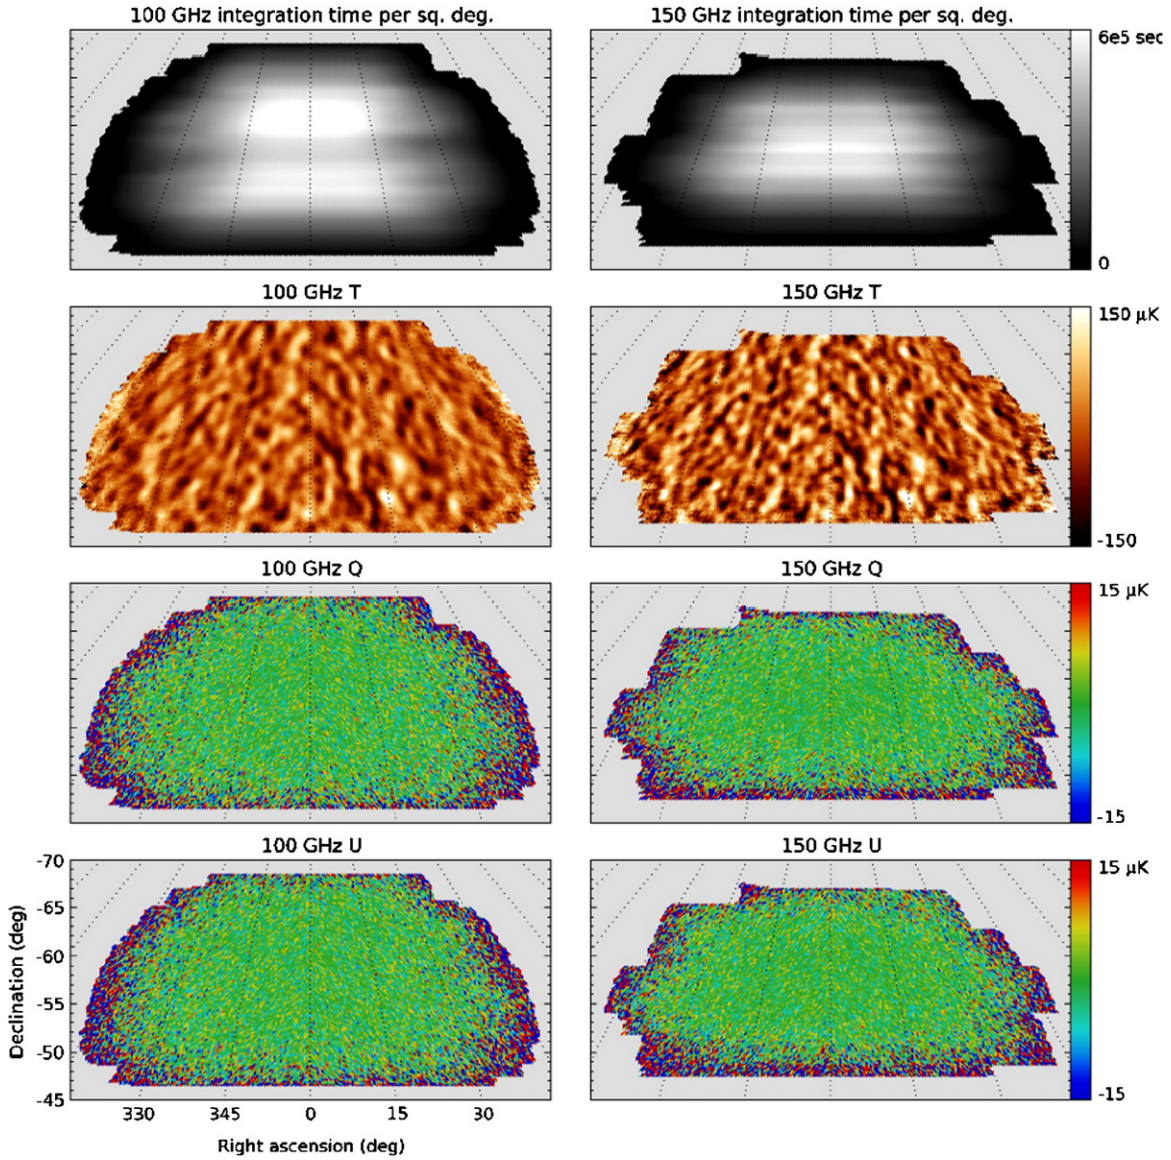 100 GHz integration time per sq. deg.
150 GHz integration time per sq. deg.
6e5 sec
0
100 GHz T
150 GHz T
150 μK
-150
100 GHz Q
150 GHz Q
15 μK
-15
100 GHz U
150 GHz U
-70
-65
-60
-55
-50
-45
Declination (deg)
15 μK
-15
330 345 0 15 30
Right ascension (deg)